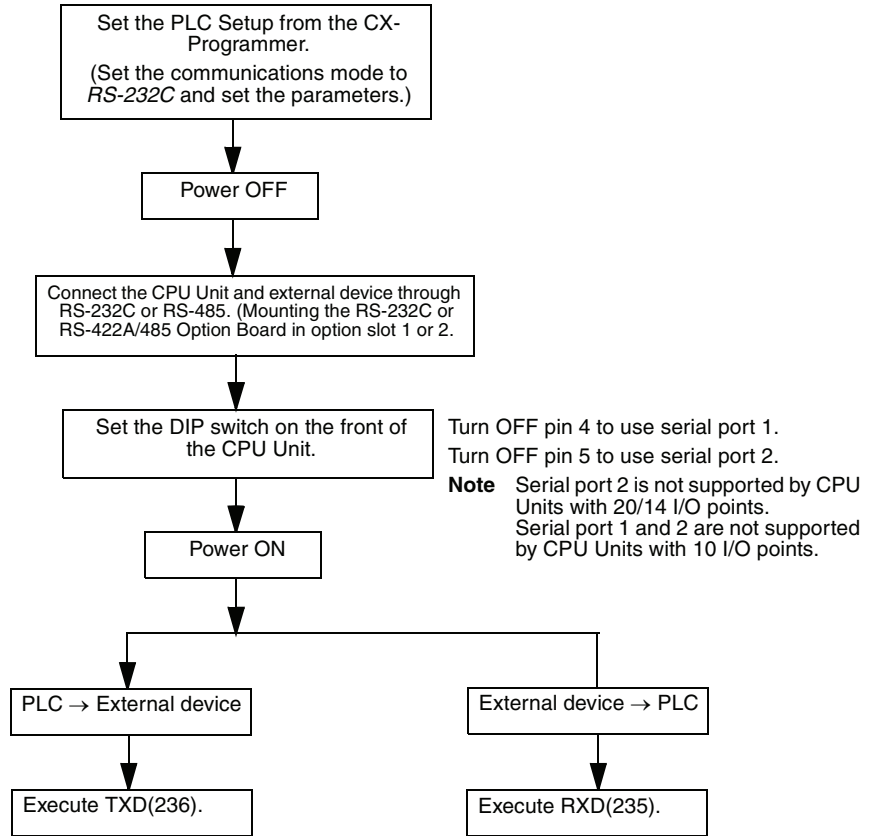 Set the PLC Setup from the CX-
Programmer.
(Set the communications mode to
RS-232C and set the parameters.)
Power OFF
Connect the CPU Unit and external device through
RS-232C or RS-485. (Mounting the RS-232C or
RS-422A/485 Option Board in option slot 1 or 2.
Set the DIP switch on the front of
the CPU Unit.
Turn OFF pin 4 to use serial port 1.
Turn OFF pin 5 to use serial port 2.
Note Serial port 2 is not supported by CPU
Units with 20/14 I/O points.
Serial port 1 and 2 are not supported
by CPU Units with 10 I/O points.
Power ON
PLC → External device
External device → PLC
Execute TXD(236).
Execute RXD(235).